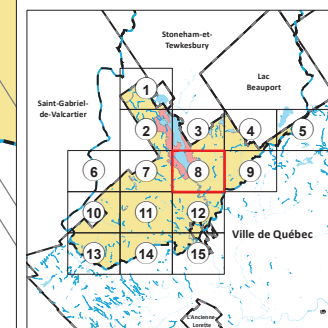 Stoneham-et-
Tewkesbury
Lac
Beauport
Saint-Gabriel-
de-Valcartier
1
2
3
4
5
6
7
8
9
10
11
12
Ville de Québec
13
14
15
L'Ancienne
Lorette